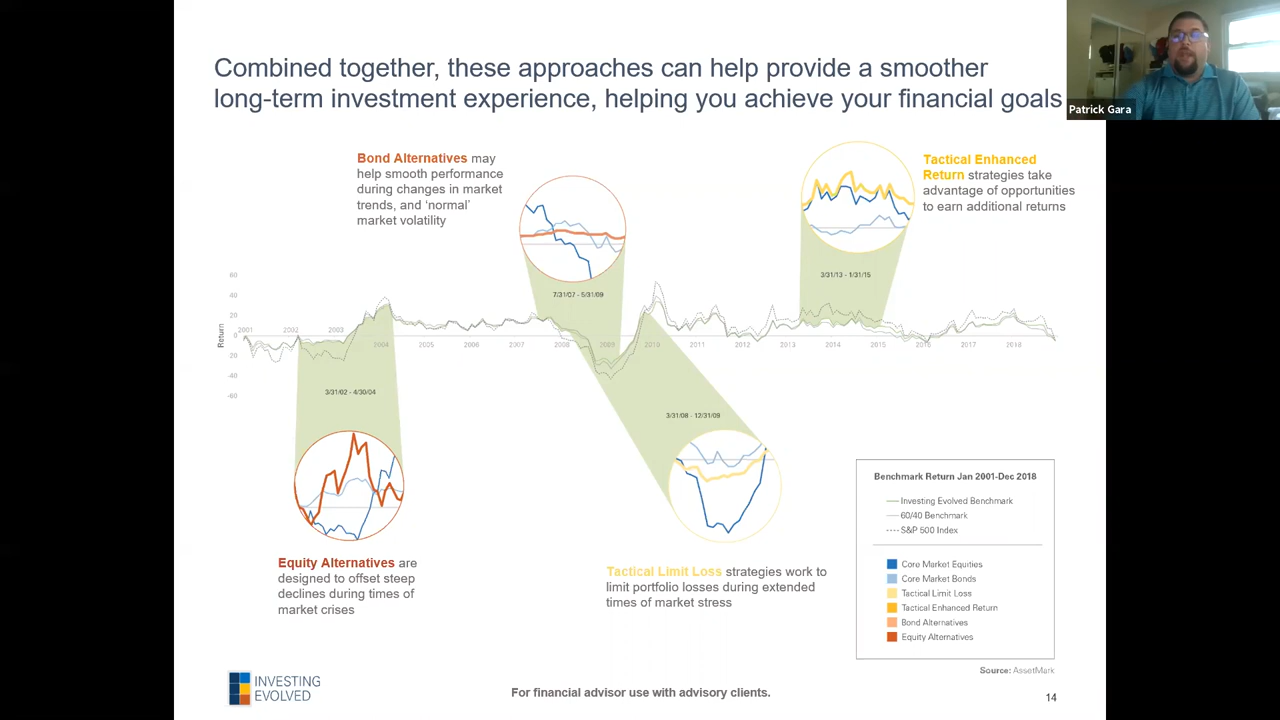 Combined together, these approaches can help provide a smoother
long-term investment experience, helping you achieve your financial goals
Patrick Gara
Bond Alternatives may
help smooth performance
during changes in market
trends, and ‘normal’
market volatility
Tactical Enhanced
Return strategies take
advantage of opportunities
to earn additional returns
7/31/07 - 5/31/09
3/31/13 - 1/31/15
Return
60
40
20
0
20
-40
-60
2001 2002 2003 2004 2005 2006 2007 2008 2009 2010 2011 2012 2013 2014 2015 2016 2017 2018
3/31/02 - 4/30/04
3/31/08 - 12/31/09
Equity Alternatives are
designed to offset steep
declines during times of
market crises
Tactical Limit Loss strategies work to
limit portfolio losses during extended
times of market stress
Benchmark Return Jan 2001-Dec 2018
Investing Evolved Benchmark
60/40 Benchmark
S&P 500 Index
Core Market Equities
Core Market Bonds
Tactical Limit Loss
Tactical Enhanced Return
Bond Alternatives
Equity Alternatives
Source: AssetMark
INVESTING
EVOLVED
For financial advisor use with advisory clients.
14